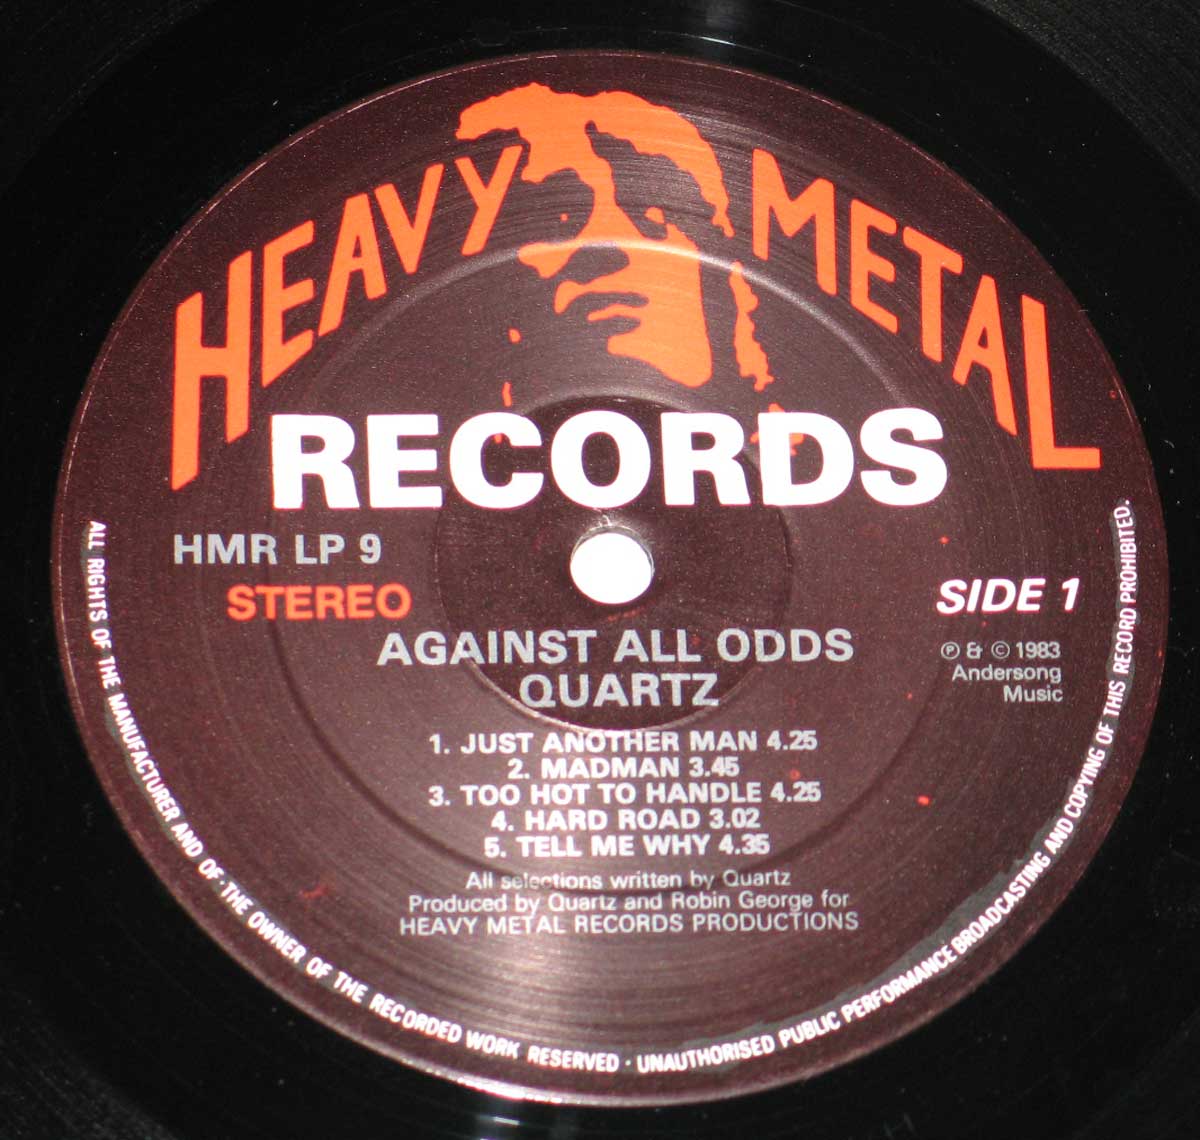 HEAVY METAL
RECORDS
HMR LP 9
STEREO
SIDE 1
AGAINST ALL ODDS
QUARTZ
℗ & © 1983
Andersong
Music
1. JUST ANOTHER MAN 4.25
2. MADMAN 3.45
3. TOO HOT TO HANDLE 4.25
4. HARD ROAD 3.02
5. TELL ME WHY 4.35
All selections written by Quartz
Produced by Quartz and Robin George for
HEAVY METAL RECORDS PRODUCTIONS
ALL RIGHTS OF THE MANUFACTURER AND OF THE OWNER OF THE RECORDED WORK RESERVED · UNAUTHORISED PUBLIC PERFORMANCE BROADCASTING AND COPYING OF THIS RECORD PROHIBITED.